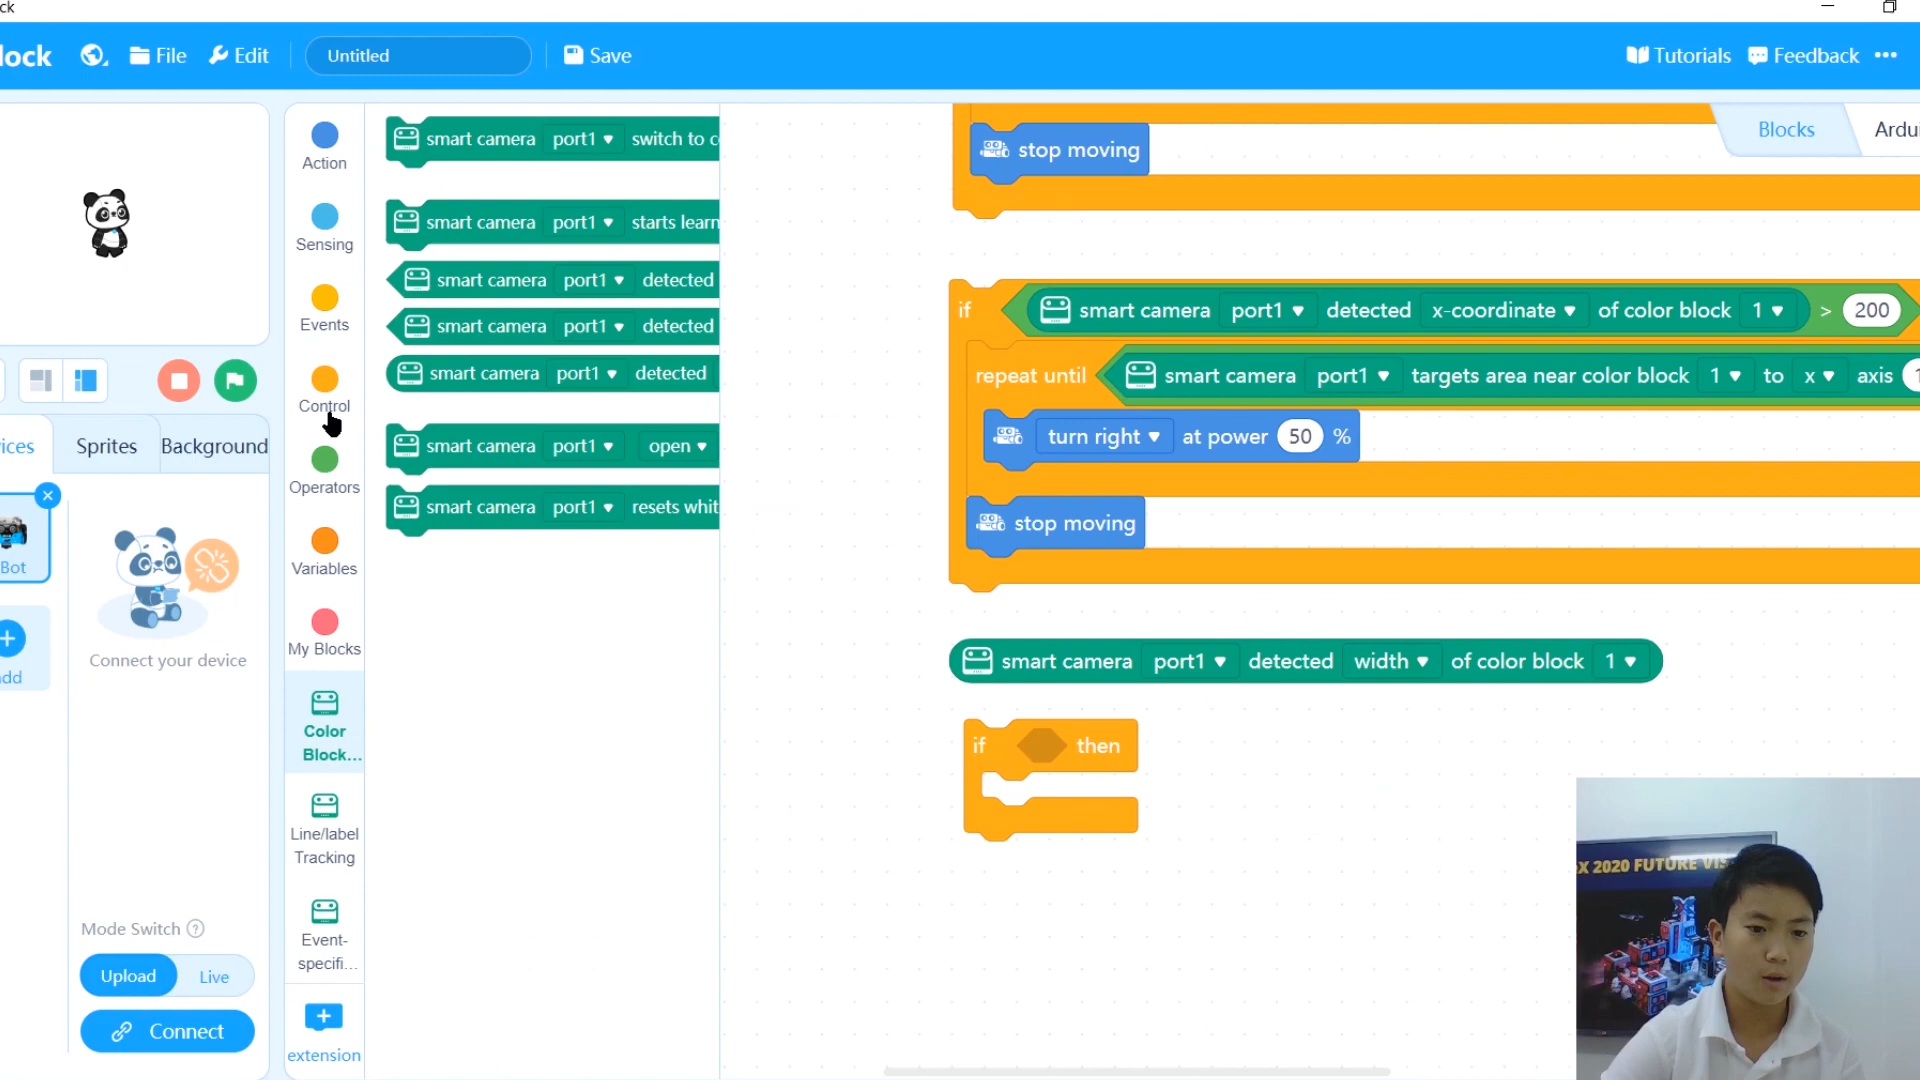 ck
lock
File
Edit
Untitled
Save
Tutorials
Feedback
Action
Sensing
Events
Control
Operators
Variables
My Blocks
Color
Block...
Line/label
Tracking
Event-
specifi...
extension
smart camera port1 switch to c
smart camera port1 starts learn
smart camera port1 detected
smart camera port1 detected
smart camera port1 detected
smart camera port1 open
smart camera port1 resets whit
Blocks
Ardui
stop moving
if smart camera port1 detected x-coordinate of color block 1 > 200
repeat until smart camera port1 targets area near color block 1 to x axis 1
turn right at power 50 %
stop moving
smart camera port1 detected width of color block 1
if then
ices
Sprites
Background
Bot
dd
Connect your device
Mode Switch ?
Upload
Live
Connect
X 2020 FUTURE VIS